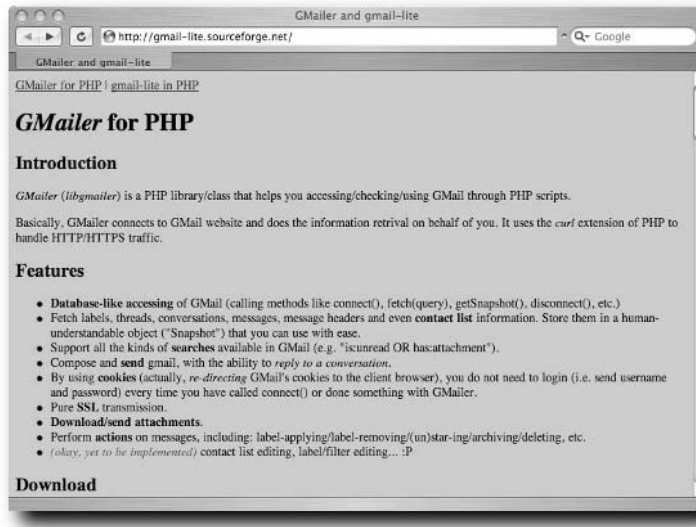 GMailer and gmail-lite
http://gmail-lite.sourceforge.net/
Google
GMailer and gmail-lite
GMailer for PHP | gmail-lite in PHP
GMailer for PHP
Introduction
GMailer (libgmailer) is a PHP library/class that helps you accessing/checking/using GMail through PHP scripts.
Basically, GMailer connects to GMail website and does the information retrival on behalf of you. It uses the curl extension of PHP to
handle HTTP/HTTPS traffic.
Features
• Database-like accessing of GMail (calling methods like connect(), fetch(query), getSnapshot(), disconnect(), etc.)
• Fetch labels, threads, conversations, messages, message headers and even contact list information. Store them in a human-
understandable object ("Snapshot") that you can use with ease.
• Support all the kinds of searches available in GMail (e.g. "is:unread OR has:attachment").
• Compose and send gmail, with the ability to reply to a conversation.
• By using cookies (actually, re-directing GMail's cookies to the client browser), you do not need to login (i.e. send username
and password) every time you have called connect() or done something with GMailer.
• Pure SSL transmission.
• Download/send attachments.
• Perform actions on messages, including: label-applying/label-removing/(un)star-ing/archiving/deleting, etc.
• (okay, yet to be implemented) contact list editing, label/filter editing... :P
Download